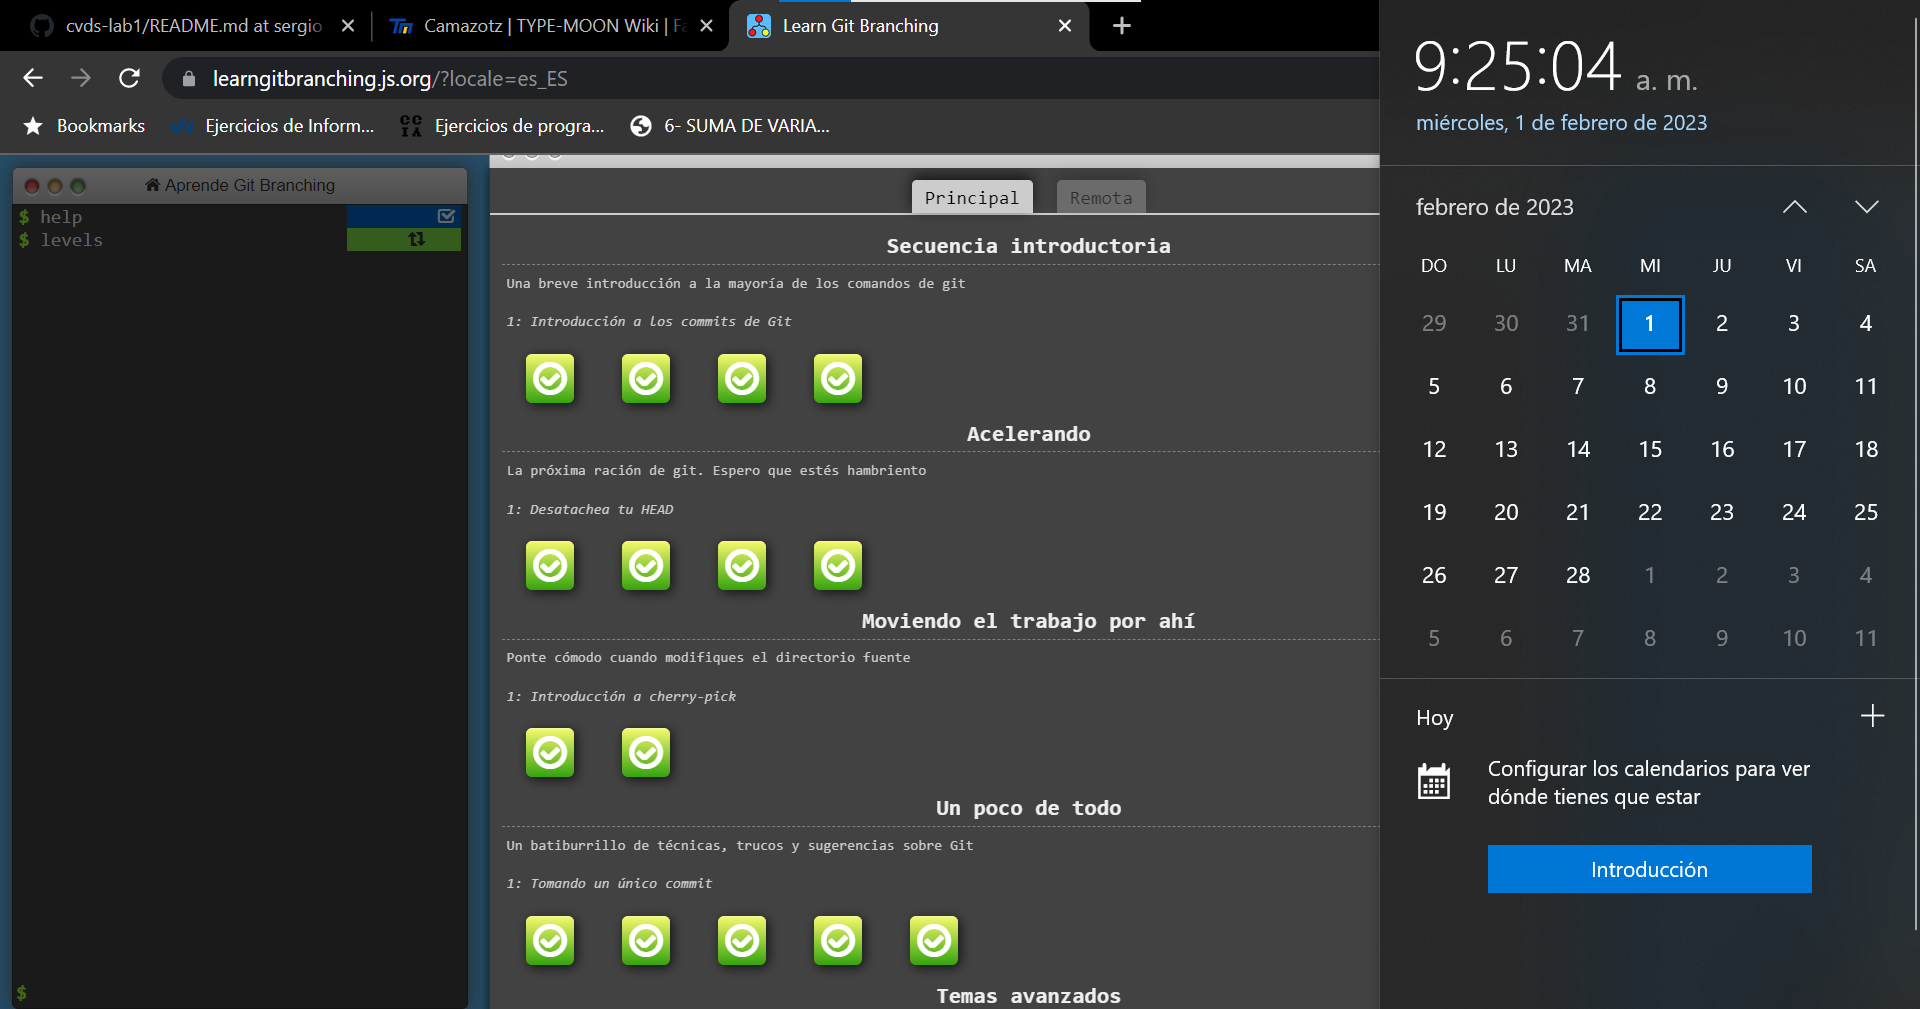 cvds-lab1/README.md at sergio
Camazotz | TYPE-MOON Wiki | Fa
Learn Git Branching
learngitbranching.js.org/?locale=es_ES
Bookmarks
Ejercicios de Inform...
CC IA
Ejercicios de progra...
6- SUMA DE VARIA...
Aprende Git Branching
$ help
$ levels
$
Principal
Remota
Secuencia introductoria
Una breve introducción a la mayoría de los comandos de git
1: Introducción a los commits de Git
Acelerando
La próxima ración de git. Espero que estés hambriento
1: Desatachea tu HEAD
Moviendo el trabajo por ahí
Ponte cómodo cuando modifiques el directorio fuente
1: Introducción a cherry-pick
Un poco de todo
Un batiburrillo de técnicas, trucos y sugerencias sobre Git
1: Tomando un único commit
Temas avanzados
9:25:04 a. m.
miércoles, 1 de febrero de 2023
febrero de 2023
DO LU MA MI JU VI SA
29 30 31 1 2 3 4
5 6 7 8 9 10 11
12 13 14 15 16 17 18
19 20 21 22 23 24 25
26 27 28 1 2 3 4
5 6 7 8 9 10 11
Hoy
Configurar los calendarios para ver
dónde tienes que estar
Introducción